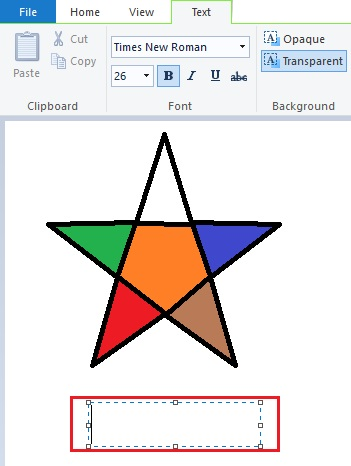 File Home View Text
Paste
Cut
Copy
Clipboard
Times New Roman
26 B I U abc
Font
Opaque
Transparent
Background
A
A